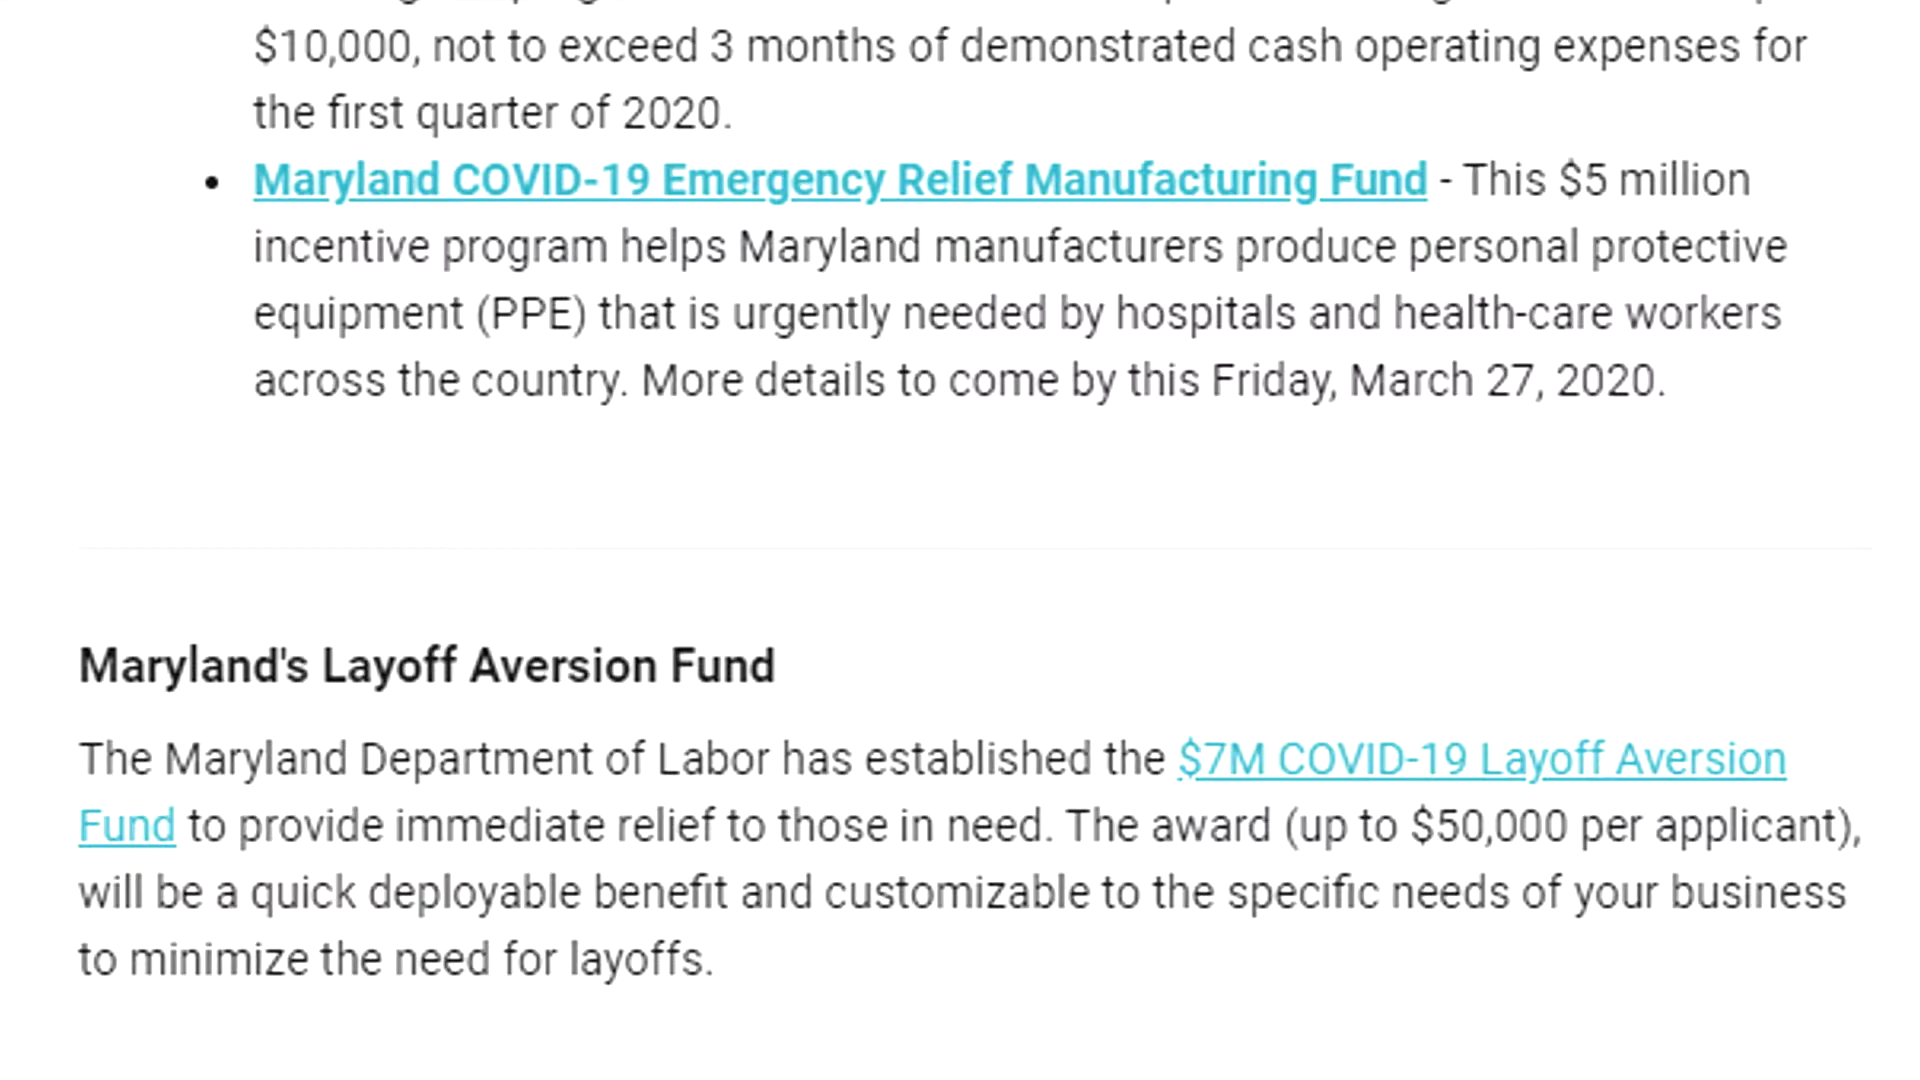 $10,000, not to exceed 3 months of demonstrated cash operating expenses for
the first quarter of 2020.
• Maryland COVID-19 Emergency Relief Manufacturing Fund - This $5 million
incentive program helps Maryland manufacturers produce personal protective
equipment (PPE) that is urgently needed by hospitals and health-care workers
across the country. More details to come by this Friday, March 27, 2020.
Maryland's Layoff Aversion Fund
The Maryland Department of Labor has established the $7M COVID-19 Layoff Aversion
Fund to provide immediate relief to those in need. The award (up to $50,000 per applicant),
will be a quick deployable benefit and customizable to the specific needs of your business
to minimize the need for layoffs.